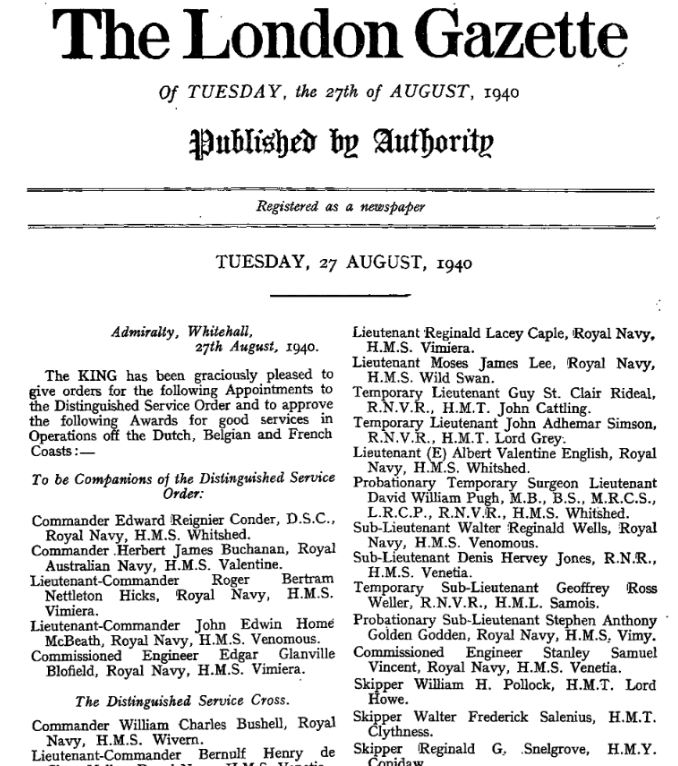 The London Gazette
Of TUESDAY, the 27th of AUGUST, 1940
Published by Authority
Registered as a newspaper
TUESDAY, 27 AUGUST, 1940
Admiralty, Whitehall,
27th August, 1940.
The KING has been graciously pleased to
give orders for the following Appointments to
the Distinguished Service Order and to approve
the following Awards for good services in
Operations off the Dutch, Belgian and French
Coasts:—
To be Companions of the Distinguished Service
Order:
Commander Edward Reignier Conder, D.S.C.,
Royal Navy, H.M.S. Whitshed.
Commander Herbert James Buchanan, Royal
Australian Navy, H.M.S. Valentine.
Lieutenant-Commander Roger Bertram
Nettleton Hicks, Royal Navy, H.M.S.
Vimiera.
Lieutenant-Commander John Edwin Home
McBeath, Royal Navy, H.M.S. Venomous.
Commissioned Engineer Edgar Glanville
Blofield, Royal Navy, H.M.S. Vimiera.
The Distinguished Service Cross.
Commander William Charles Bushell, Royal
Navy, H.M.S. Wivern.
Lieutenant-Commander Bernulf Henry de
Lieutenant Reginald Lacey Caple, Royal Navy,
H.M.S. Vimiera.
Lieutenant Moses James Lee, Royal Navy,
H.M.S. Wild Swan.
Temporary Lieutenant Guy St. Clair Rideal,
R.N.V.R., H.M.T. John Cattling.
Temporary Lieutenant John Adhemar Simson,
R.N.V.R., H.M.T. Lord Grey.
Lieutenant (E) Albert Valentine English, Royal
Navy, H.M.S. Whitshed.
Probationary Temporary Surgeon Lieutenant
David William Pugh, M.B., B.S., M.R.C.S.,
L.R.C.P., R.N.V.R., H.M.S. Whitshed.
Sub-Lieutenant Walter Reginald Wells, Royal
Navy, H.M.S. Venomous.
Sub-Lieutenant Denis Hervey Jones, R.N.R.,
H.M.S. Venetia.
Temporary Sub-Lieutenant Geoffrey Ross
Weller, R.N.V.R., H.M.L. Samois.
Probationary Sub-Lieutenant Stephen Anthony
Golden Godden, Royal Navy, H.M.S. Vimy.
Commissioned Engineer Stanley Samuel
Vincent, Royal Navy, H.M.S. Venetia.
Skipper William H. Pollock, H.M.T. Lord
Howe.
Skipper Walter Frederick Salenius, H.M.T.
Clythness.
Skipper Reginald G. Snelgrove, H.M.Y.